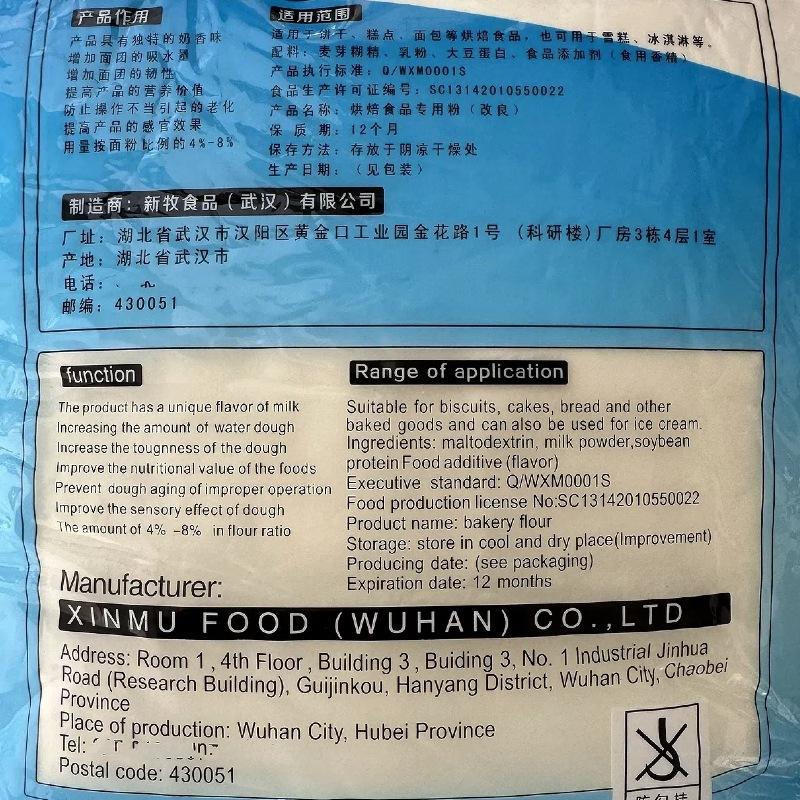 产品作用
产品具有独特的奶香味
增加面团的吸水量
增加面团的韧性
提高产品的营养价值
防止操作不当引起的老化
提高产品的感官效果
用量按面粉比例的4%-8%
适用范围
适用于饼干、糕点、面包等烘焙食品，也可用于雪糕、冰淇淋等。
配料：麦芽糊精、乳粉、大豆蛋白、食品添加剂（食用香精）
产品执行标准：Q/WXM0001S
食品生产许可证编号：SC13142010550022
产品名称：烘焙食品专用粉（改良）
保 质 期：12个月
保存方法：存放于阴凉干燥处
生产日期：（见包装）
制造商：新牧食品（武汉）有限公司
厂址：湖北省武汉市汉阳区黄金口工业园金花路1号 （科研楼)厂房3栋4层1室
产地：湖北省武汉市
电话：
邮编：430051
function
The product has a unique flavor of milk
Increasing the amount of water dough
Increase the tougnness of the dough
Improve the nutritional value of the foods
Prevent dough aging of improper operation
Improve the sensory effect of dough
The amount of 4% -8% in flour ratio
Range of application
Suitable for biscuits, cakes, bread and other
baked goods and can also be used for ice cream.
Ingredients: maltodextrin, milk powder,soybean
protein Food additive (flavor)
Executive standard: Q/WXM0001S
Food production license No:SC13142010550022
Product name: bakery flour
Storage: store in cool and dry place(Improvement)
Producing date: (see packaging)
Expiration date: 12 months
Manufacturer:
XINMU FOOD (WUHAN) CO.,LTD
Address: Room 1 , 4th Floor , Building 3 , Buiding 3, No. 1 Industrial Jinhua
Road (Research Building), Guijinkou, Hanyang District, Wuhan City, Chaobei
Province
Place of production: Wuhan City, Hubei Province
Tel:
Postal code: 430051